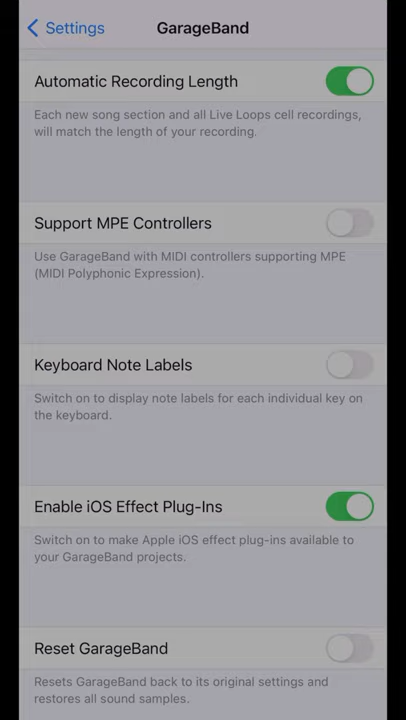 Settings
GarageBand
Automatic Recording Length
Each new song section and all Live Loops cell recordings,
will match the length of your recording.
Support MPE Controllers
Use GarageBand with MIDI controllers supporting MPE
(MIDI Polyphonic Expression).
Keyboard Note Labels
Switch on to display note labels for each individual key on
the keyboard.
Enable iOS Effect Plug-Ins
Switch on to make Apple iOS effect plug-ins available to
your GarageBand projects.
Reset GarageBand
Resets GarageBand back to its original settings and
restores all sound samples.